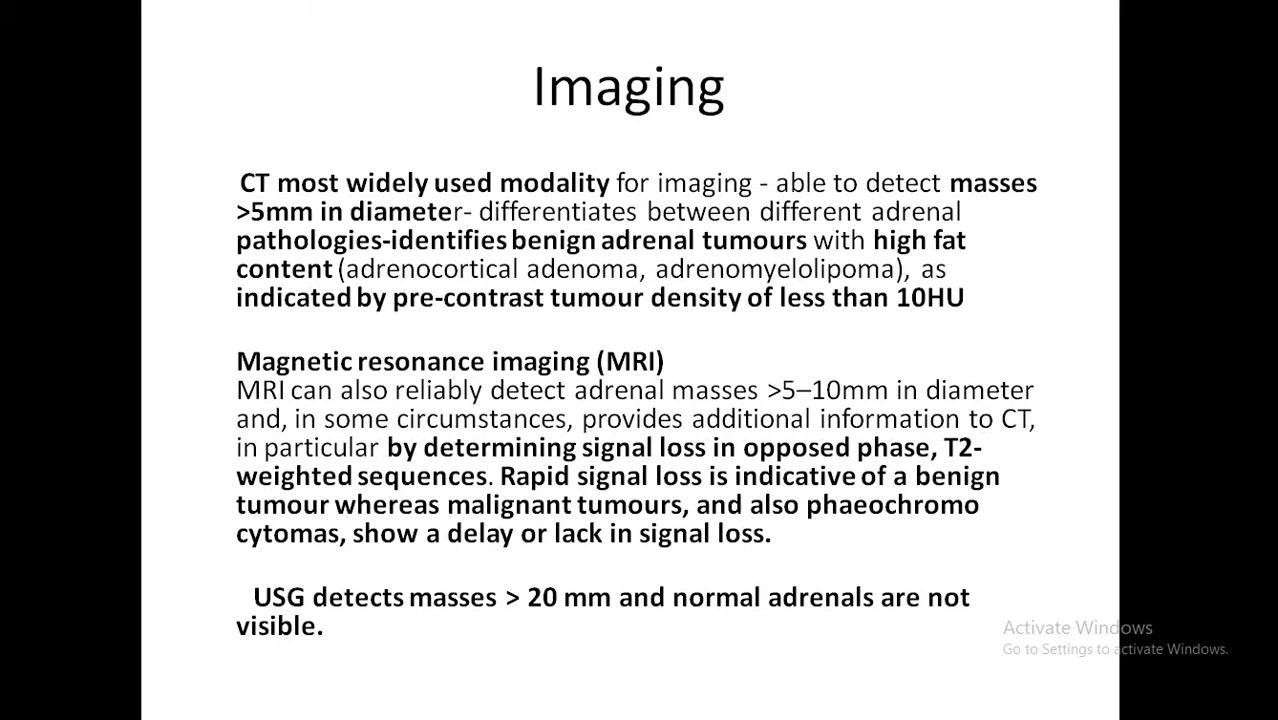 Imaging
CT most widely used modality for imaging - able to detect masses
>5mm in diameter- differentiates between different adrenal
pathologies-identifies benign adrenal tumours with high fat
content (adrenocortical adenoma, adrenomyelolipoma), as
indicated by pre-contrast tumour density of less than 10HU
Magnetic resonance imaging (MRI)
MRI can also reliably detect adrenal masses >5–10mm in diameter
and, in some circumstances, provides additional information to CT,
in particular by determining signal loss in opposed phase, T2-
weighted sequences. Rapid signal loss is indicative of a benign
tumour whereas malignant tumours, and also phaeochromo
cytomas, show a delay or lack in signal loss.
USG detects masses > 20 mm and normal adrenals are not
visible.
Activate Windows
Go to Settings to activate Windows.